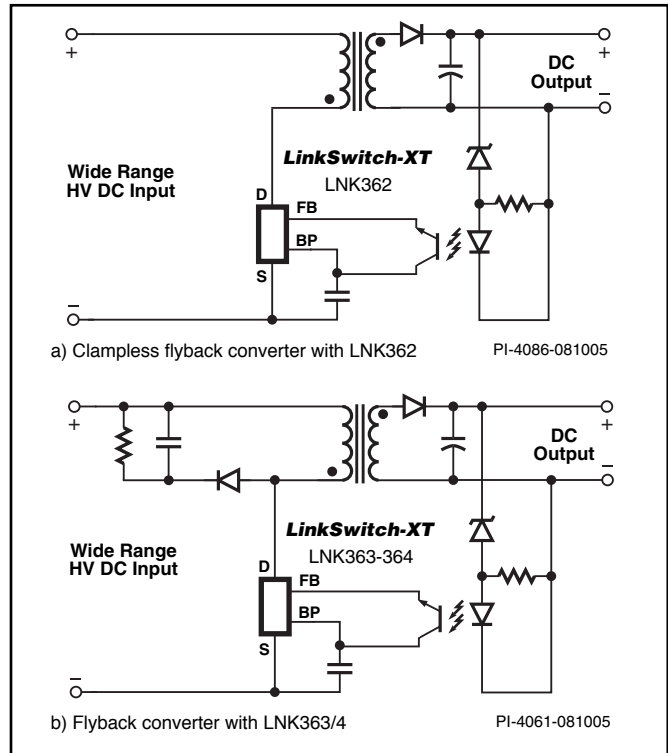 +
DC
Output
+
−
LinkSwitch-XT
LNK362
Wide Range
HV DC Input
D
FB
BP
S
−
a) Clampless flyback converter with LNK362
PI-4086-081005
+
DC
Output
+
−
LinkSwitch-XT
LNK363-364
Wide Range
HV DC Input
D
FB
BP
S
−
b) Flyback converter with LNK363/4
PI-4061-081005